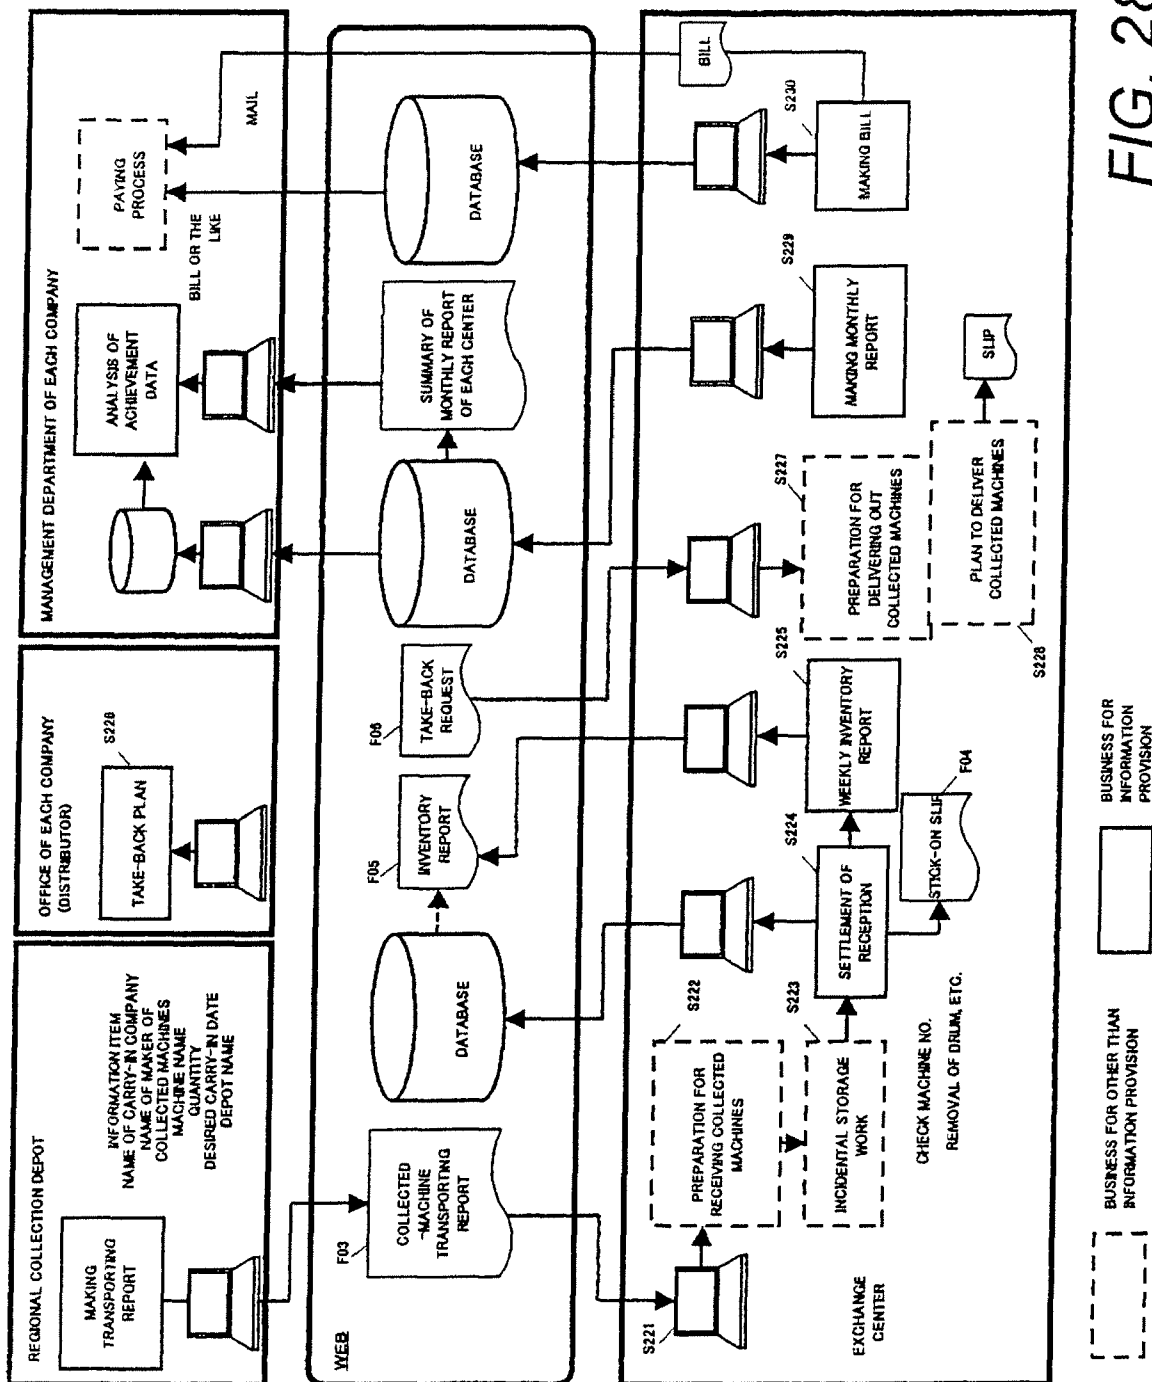 FIG. 28
REGIONAL COLLECTION DEPOT
MAKING
TRANSPORTING
REPORT
INFORMATION ITEM
NAME OF CARRY-IN COMPANY
NAME OF MAKER OF
COLLECTED MACHINES
MACHINE NAME
QUANTITY
DESIRED CARRY-IN DATE
DEPOT NAME
OFFICE OF EACH COMPANY
(DISTRIBUTOR)
S226
TAKE-BACK PLAN
MANAGEMENT DEPARTMENT OF EACH COMPANY
ANALYSIS OF
ACHIEVEMENT
DATA
PAYING
PROCESS
BILL OR THE
LIKE
MAIL
WEB
F03
COLLECTED
-MACHINE
TRANSPORTING
REPORT
DATABASE
F05
INVENTORY
REPORT
F06
TAKE-BACK
REQUEST
DATABASE
SUMMARY OF
MONTHLY REPORT
OF EACH CENTER
DATABASE
S221
EXCHANGE
CENTER
S222
PREPARATION FOR
RECEIVING COLLECTED
MACHINES
S223
INCIDENTAL STORAGE
WORK
CHECK MACHINE NO.
REMOVAL OF DRUM, ETC.
S224
SETTLEMENT OF
RECEPTION
STICK-ON SLIP
F04
S225
WEEKLY INVENTORY
REPORT
S227
PREPARATION FOR
DELIVERING OUT
COLLECTED MACHINES
S228
PLAN TO DELIVER
COLLECTED MACHINES
SLIP
S229
MAKING MONTHLY
REPORT
S230
MAKING BILL
BILL
BUSINESS FOR OTHER THAN
INFORMATION PROVISION
BUSINESS FOR
INFORMATION
PROVISION